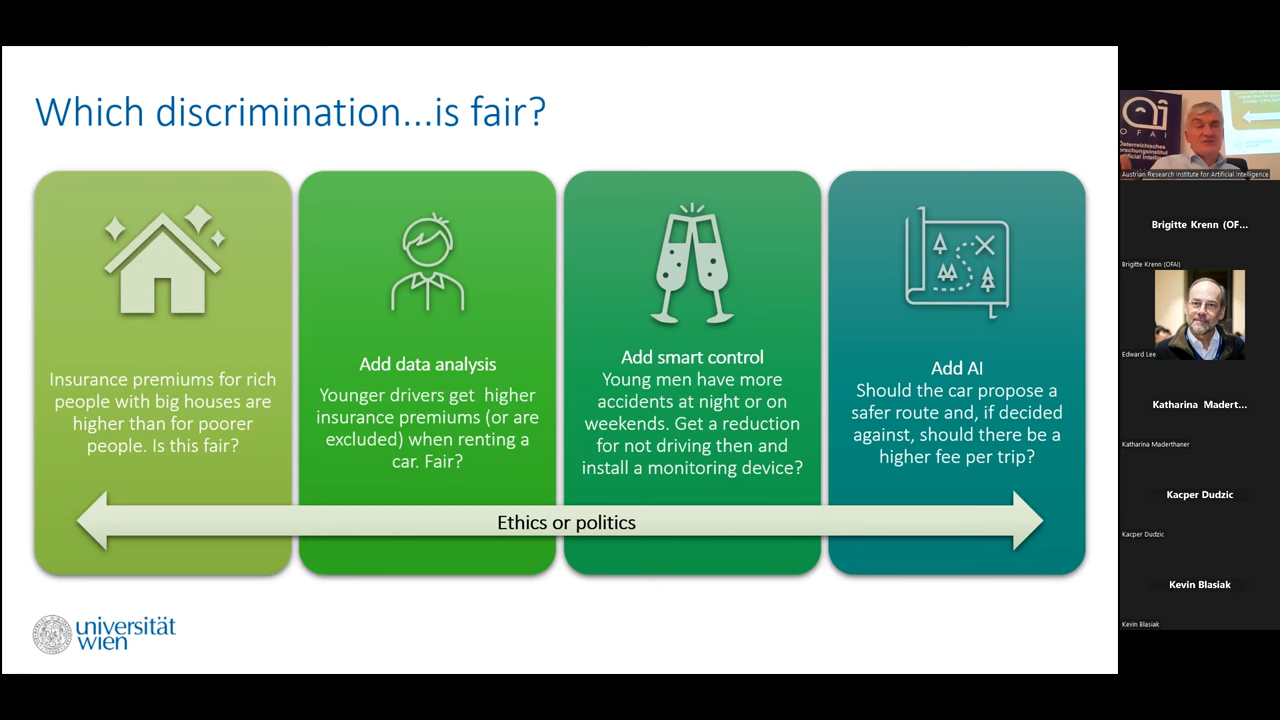 Which discrimination...is fair?
Insurance premiums for rich
people with big houses are
higher than for poorer
people. Is this fair?
Add data analysis
Younger drivers get higher
insurance premiums (or are
excluded) when renting a
car. Fair?
Add smart control
Young men have more
accidents at night or on
weekends. Get a reduction
for not driving then and
install a monitoring device?
Add AI
Should the car propose a
safer route and, if decided
against, should there be a
higher fee per trip?
Ethics or politics
universität
wien
OFAI
Austrian Research Institute for Artificial Intelligence
Brigitte Krenn (OF...
Brigitte Krenn (OFAI)
Edward Lee
Katharina Madert...
Katharina Maderthaner
Kacper Dudzic
Kacper Dudzic
Kevin Blasiak
Kevin Blasiak